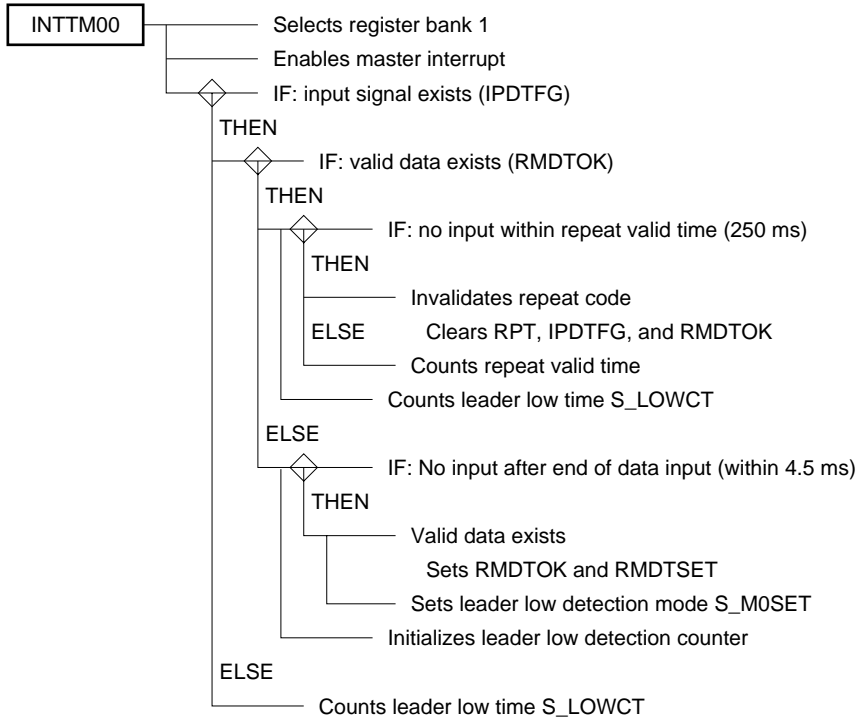 INTTM00
Selects register bank 1
Enables master interrupt
IF: input signal exists (IPDTFG)
THEN
IF: valid data exists (RMDTOK)
THEN
IF: no input within repeat valid time (250 ms)
THEN
Invalidates repeat code
ELSE Clears RPT, IPDTFG, and RMDTOK
Counts repeat valid time
Counts leader low time S_LOWCT
ELSE
IF: No input after end of data input (within 4.5 ms)
THEN
Valid data exists
Sets RMDTOK and RMDTSET
Sets leader low detection mode S_M0SET
Initializes leader low detection counter
ELSE
Counts leader low time S_LOWCT